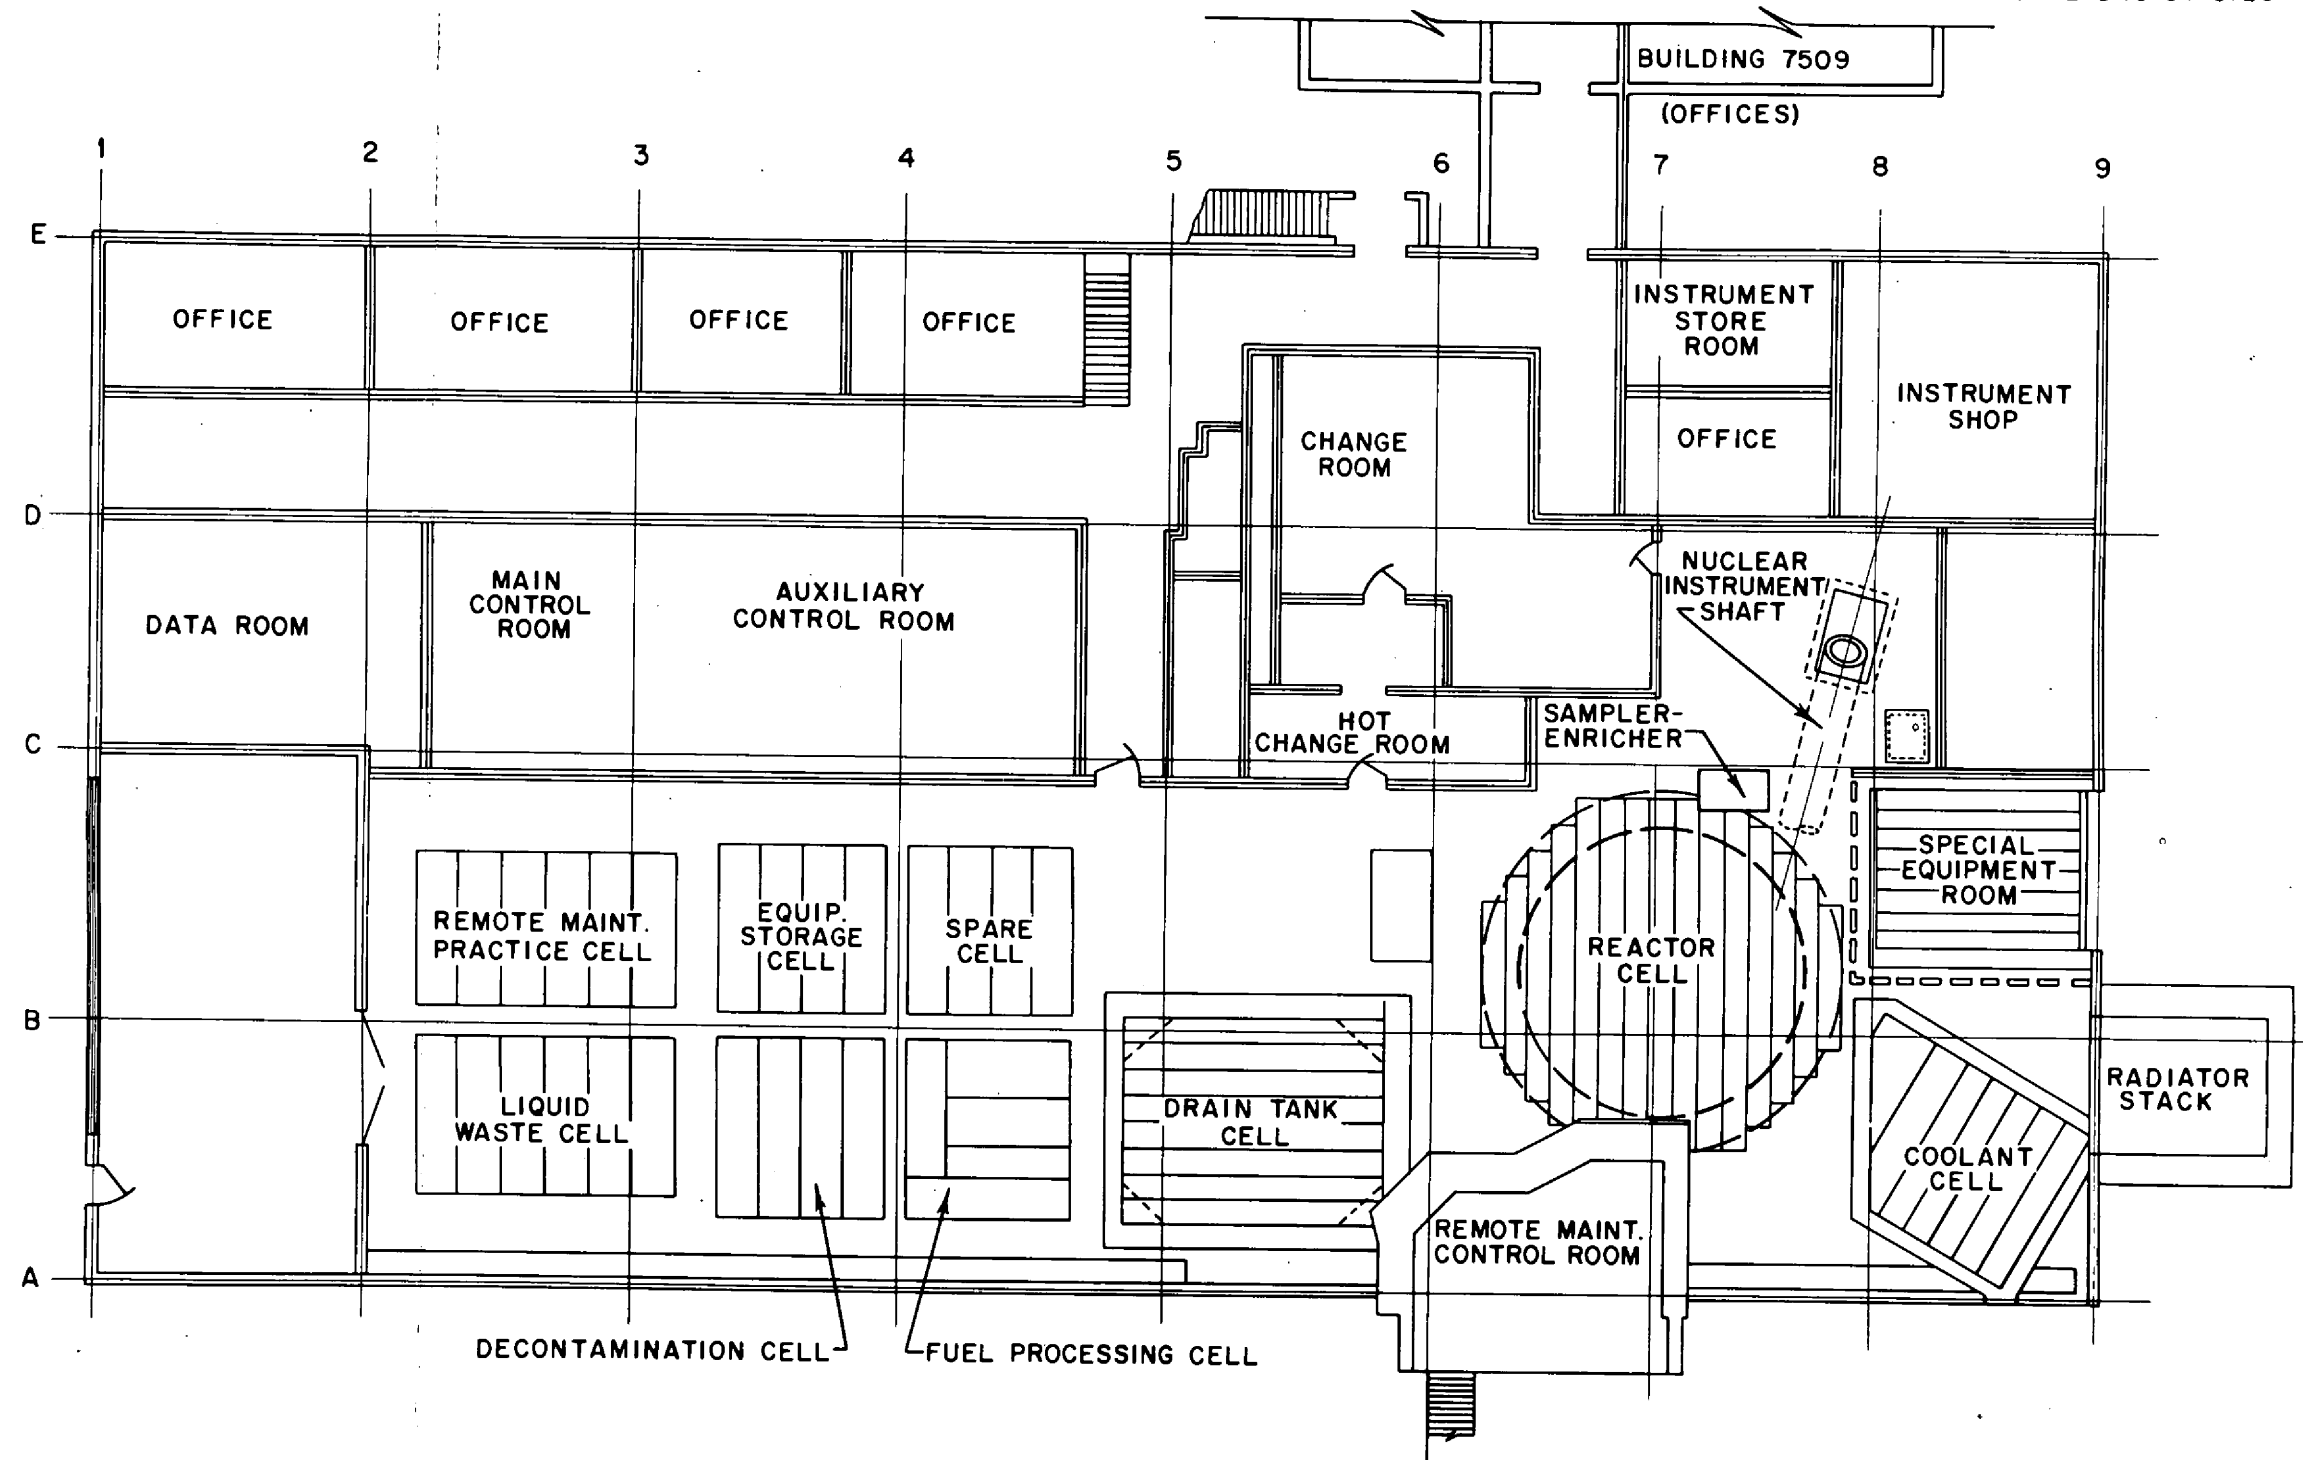 BUILDING 7509
(OFFICES)
1
2
3
4
5
6
7
8
9
E
OFFICE
OFFICE
OFFICE
OFFICE
INSTRUMENT
STORE
ROOM
INSTRUMENT
SHOP
CHANGE
ROOM
OFFICE
D
DATA ROOM
MAIN
CONTROL
ROOM
AUXILIARY
CONTROL ROOM
NUCLEAR
INSTRUMENT
SHAFT
HOT
CHANGE ROOM
SAMPLER-
ENRICHER
C
REMOTE MAINT.
PRACTICE CELL
EQUIP.
STORAGE
CELL
SPARE
CELL
REACTOR
CELL
SPECIAL
EQUIPMENT
ROOM
B
LIQUID
WASTE CELL
DRAIN TANK
CELL
RADIATOR
STACK
COOLANT
CELL
REMOTE MAINT.
CONTROL ROOM
A
DECONTAMINATION CELL
FUEL PROCESSING CELL